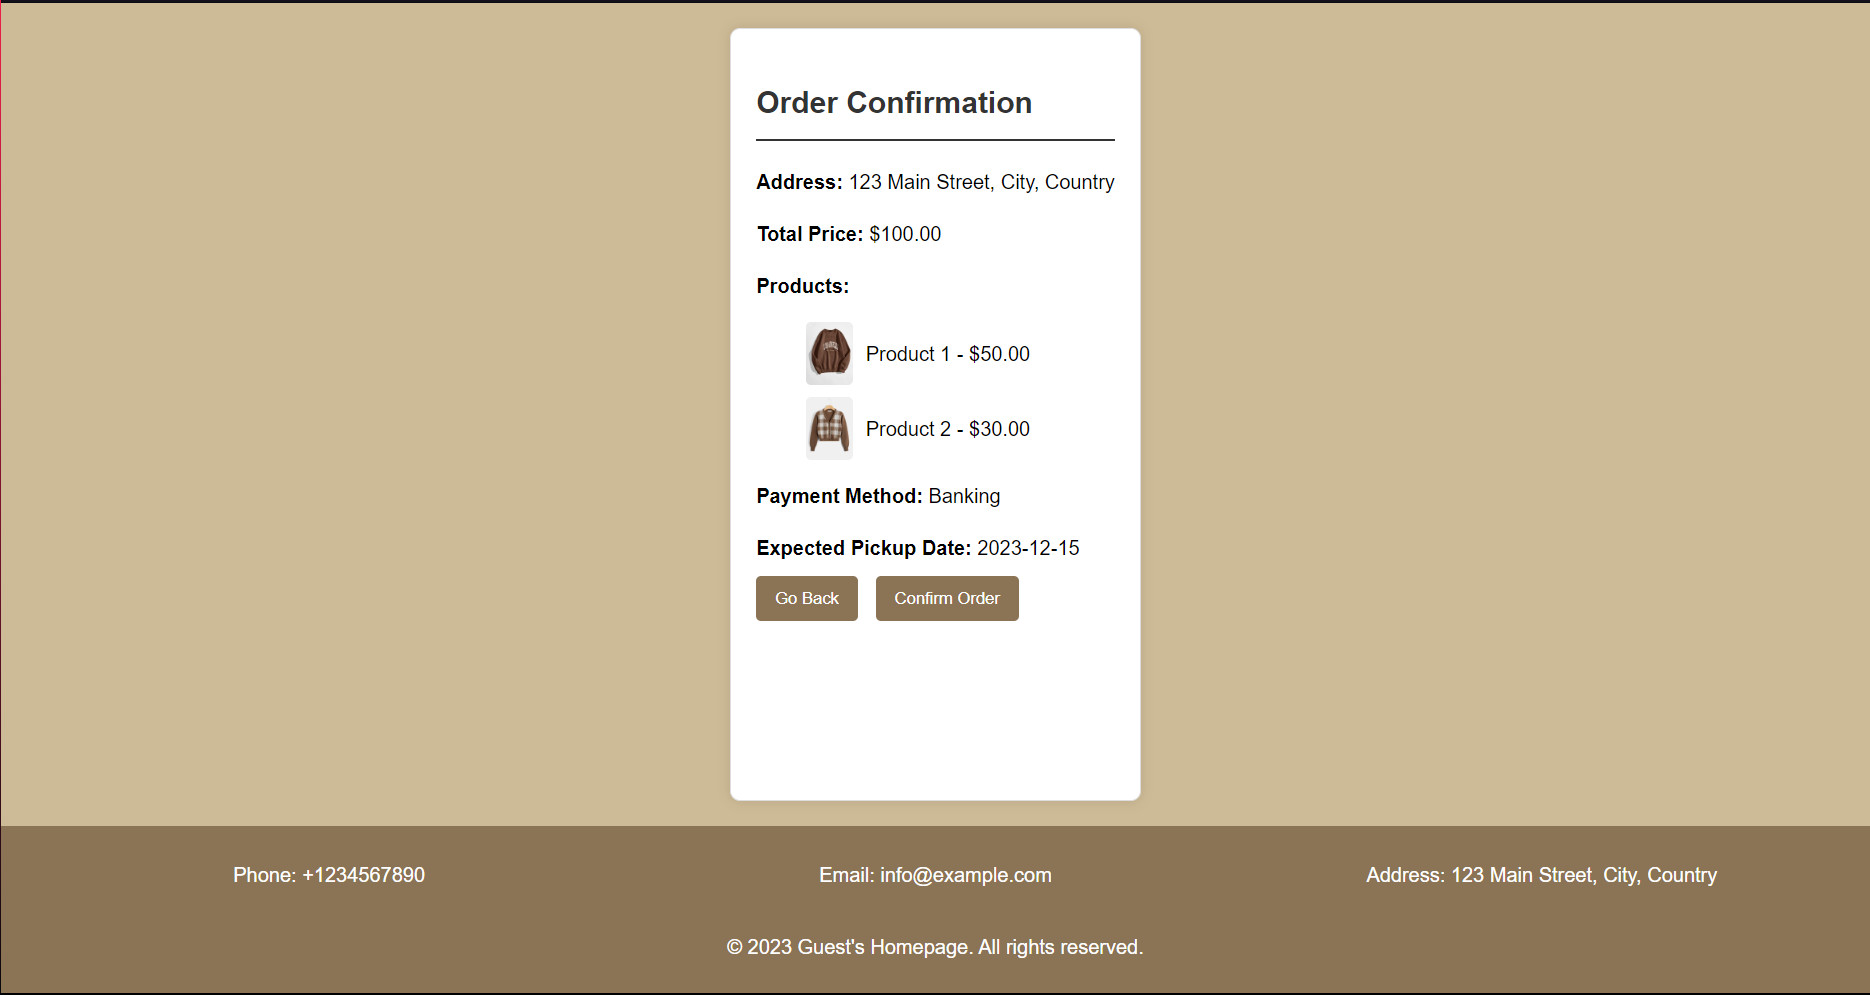 Order Confirmation
Address: 123 Main Street, City, Country
Total Price: $100.00
Products:
Product 1 - $50.00
Product 2 - $30.00
Payment Method: Banking
Expected Pickup Date: 2023-12-15
Go Back Confirm Order
Phone: +1234567890 Email: info@example.com Address: 123 Main Street, City, Country
© 2023 Guest's Homepage. All rights reserved.